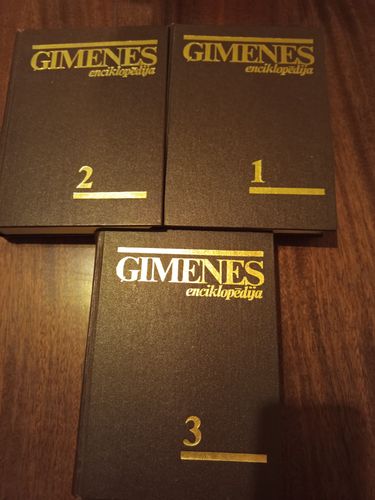 GIMENES
enciklopēdija
2
GIMENES
enciklopēdija
1
GIMENES
enciklopēdija
3